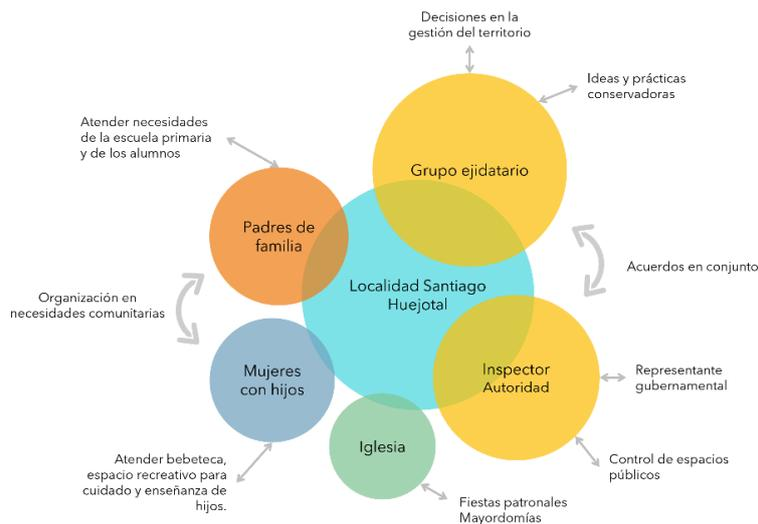 Decisiones en la
gestión del territorio
Ideas y prácticas
conservadoras
Atender necesidades
de la escuela primaria
y de los alumnos
Grupo ejidatario
Padres de
familia
Localidad Santiago
Huejotal
Acuerdos en conjunto
Organización en
necesidades comunitarias
Mujeres
con hijos
Inspector
Autoridad
Representante
gubernamental
Iglesia
Atender bebeteca,
espacio recreativo para
cuidado y enseñanza de
hijos.
Control de espacios
públicos
Fiestas patronales
Mayordomías